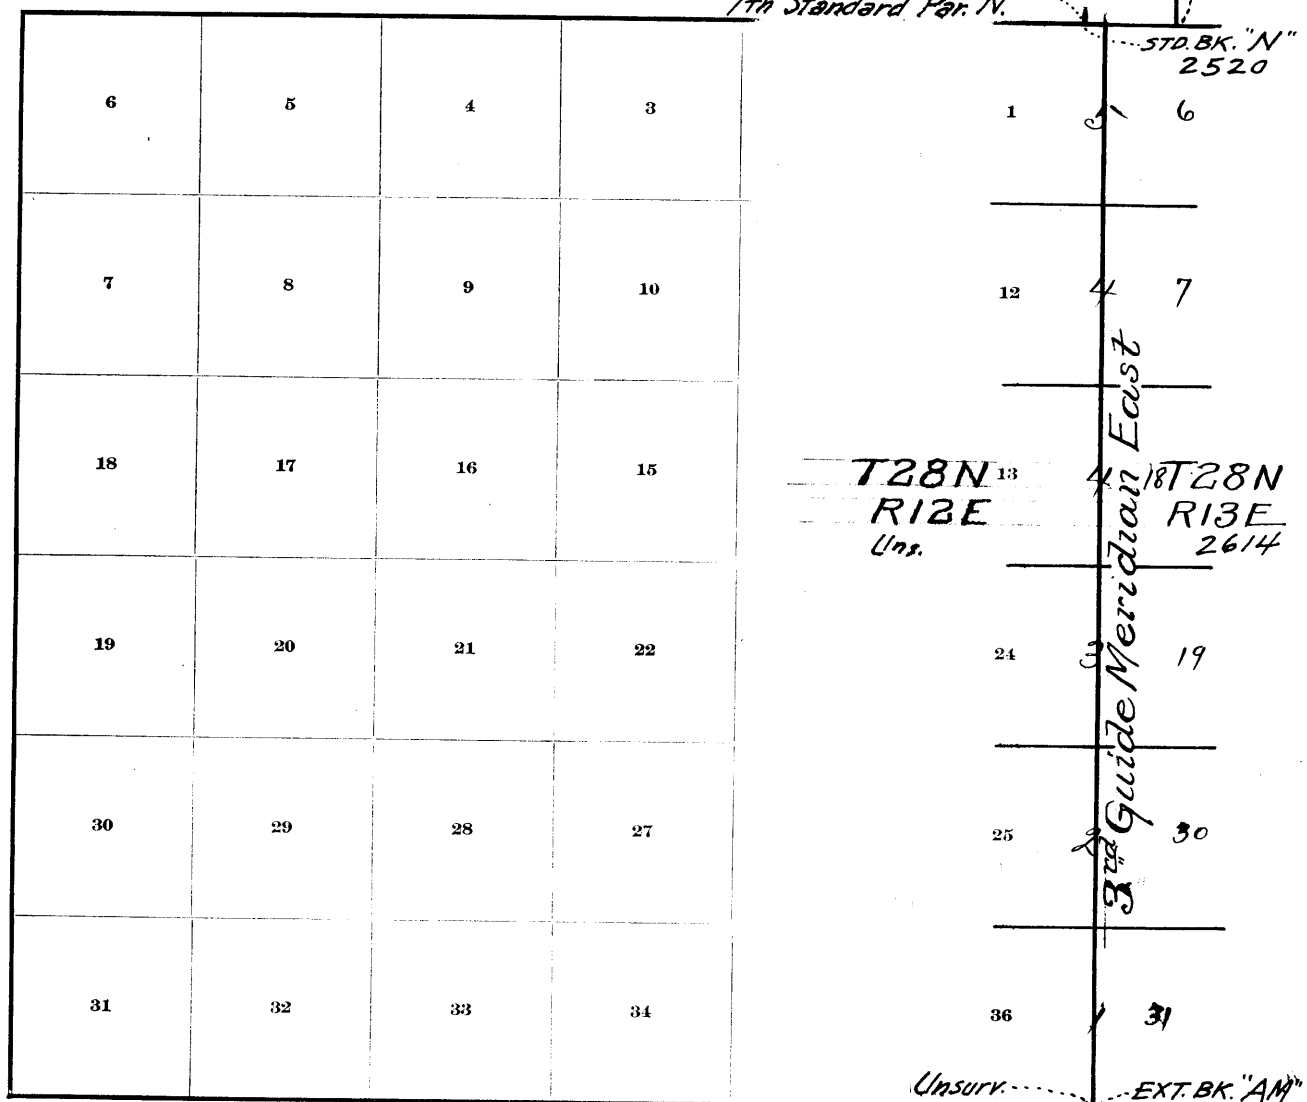 7th Standard Par. N.
STD. BK. "N"
2520
6 5 4 3 1 5 6
7 8 9 10 12 4 7
3rd Guide Meridian East
18 17 16 15 13 4 18
T28N T28N
R12E R13E
Uns. 2614
19 20 21 22 24 3 19
30 29 28 27 25 2 30
31 32 33 34 36 1 31
Unsurv. EXT. BK. "AM"